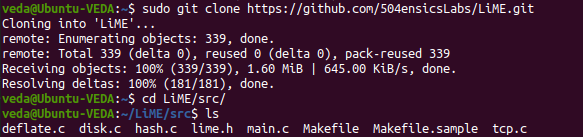 veda@Ubuntu-VEDA:~$ sudo git clone https://github.com/504ensicsLabs/LiME.git
Cloning into 'LiME'...
remote: Enumerating objects: 339, done.
remote: Total 339 (delta 0), reused 0 (delta 0), pack-reused 339
Receiving objects: 100% (339/339), 1.60 MiB | 645.00 KiB/s, done.
Resolving deltas: 100% (181/181), done.
veda@Ubuntu-VEDA:~$ cd LiME/src/
veda@Ubuntu-VEDA:~/LiME/src$ ls
deflate.c  disk.c  hash.c  lime.h  main.c  Makefile  Makefile.sample  tcp.c